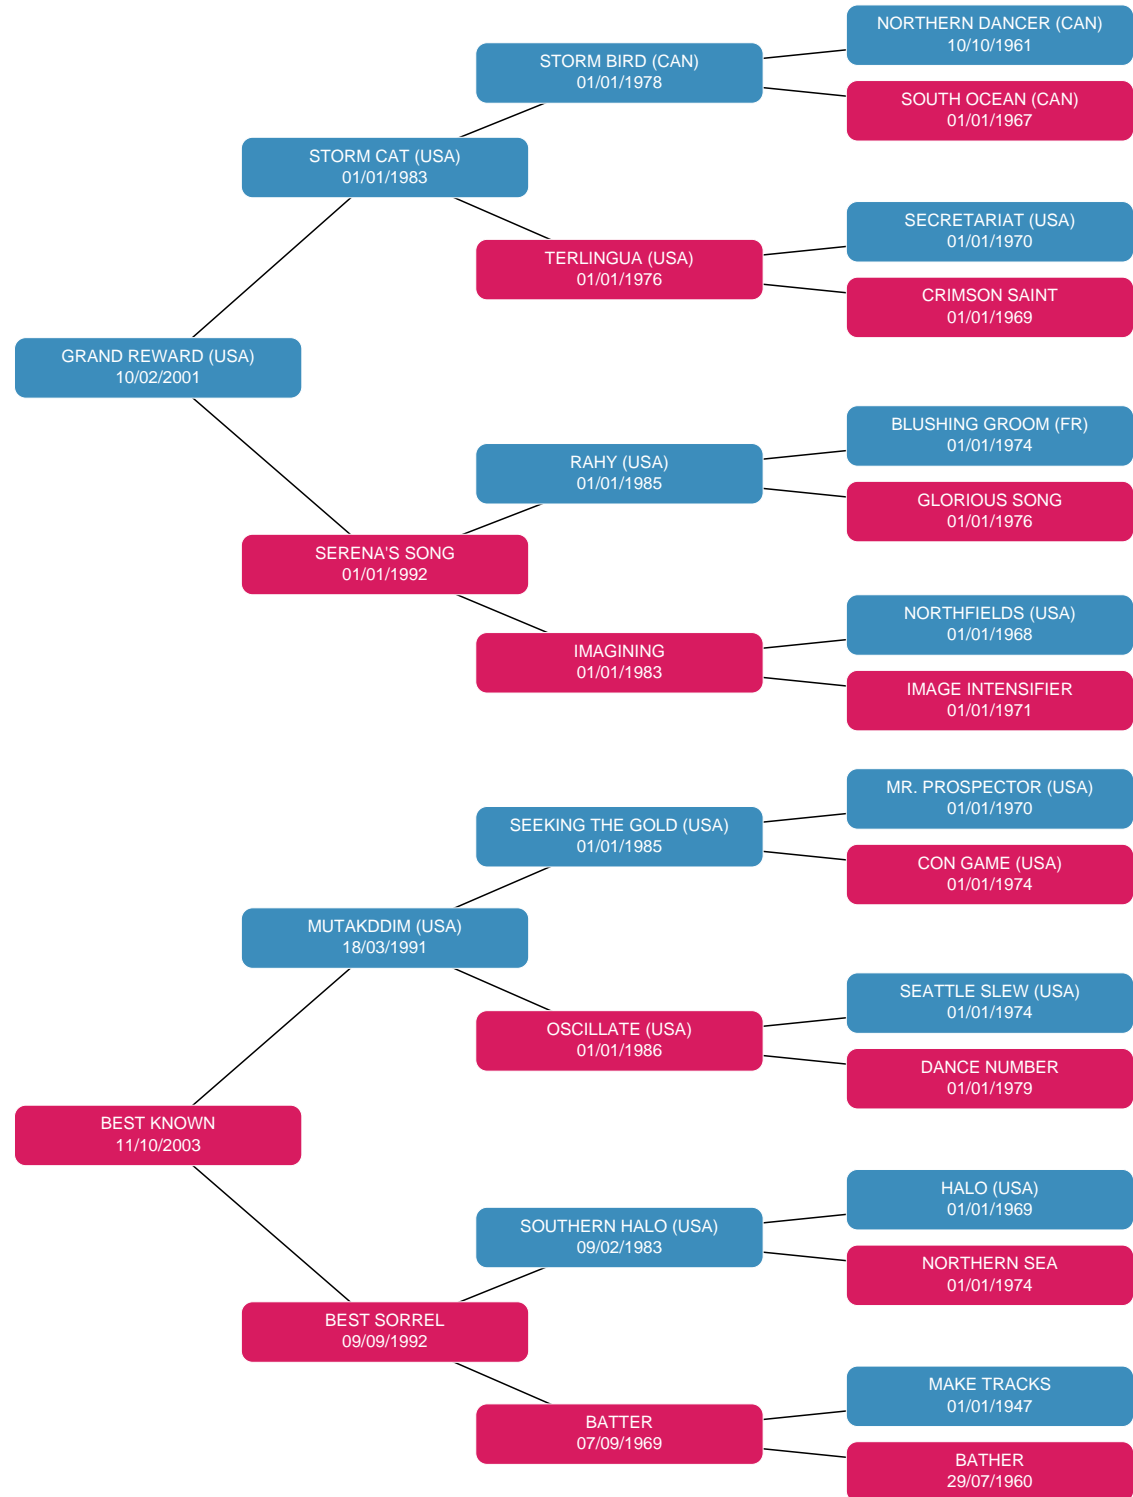 NORTHERN DANCER (CAN)
10/10/1961
STORM BIRD (CAN)
01/01/1978
SOUTH OCEAN (CAN)
01/01/1967
STORM CAT (USA)
01/01/1983
SECRETARIAT (USA)
01/01/1970
TERLINGUA (USA)
01/01/1976
CRIMSON SAINT
01/01/1969
GRAND REWARD (USA)
10/02/2001
BLUSHING GROOM (FR)
01/01/1974
RAHY (USA)
01/01/1985
GLORIOUS SONG
01/01/1976
SERENA'S SONG
01/01/1992
NORTHFIELDS (USA)
01/01/1968
IMAGINING
01/01/1983
IMAGE INTENSIFIER
01/01/1971
MR. PROSPECTOR (USA)
01/01/1970
SEEKING THE GOLD (USA)
01/01/1985
CON GAME (USA)
01/01/1974
MUTAKDDIM (USA)
18/03/1991
SEATTLE SLEW (USA)
01/01/1974
OSCILLATE (USA)
01/01/1986
DANCE NUMBER
01/01/1979
BEST KNOWN
11/10/2003
HALO (USA)
01/01/1969
SOUTHERN HALO (USA)
09/02/1983
NORTHERN SEA
01/01/1974
BEST SORREL
09/09/1992
MAKE TRACKS
01/01/1947
BATTER
07/09/1969
BATHER
29/07/1960